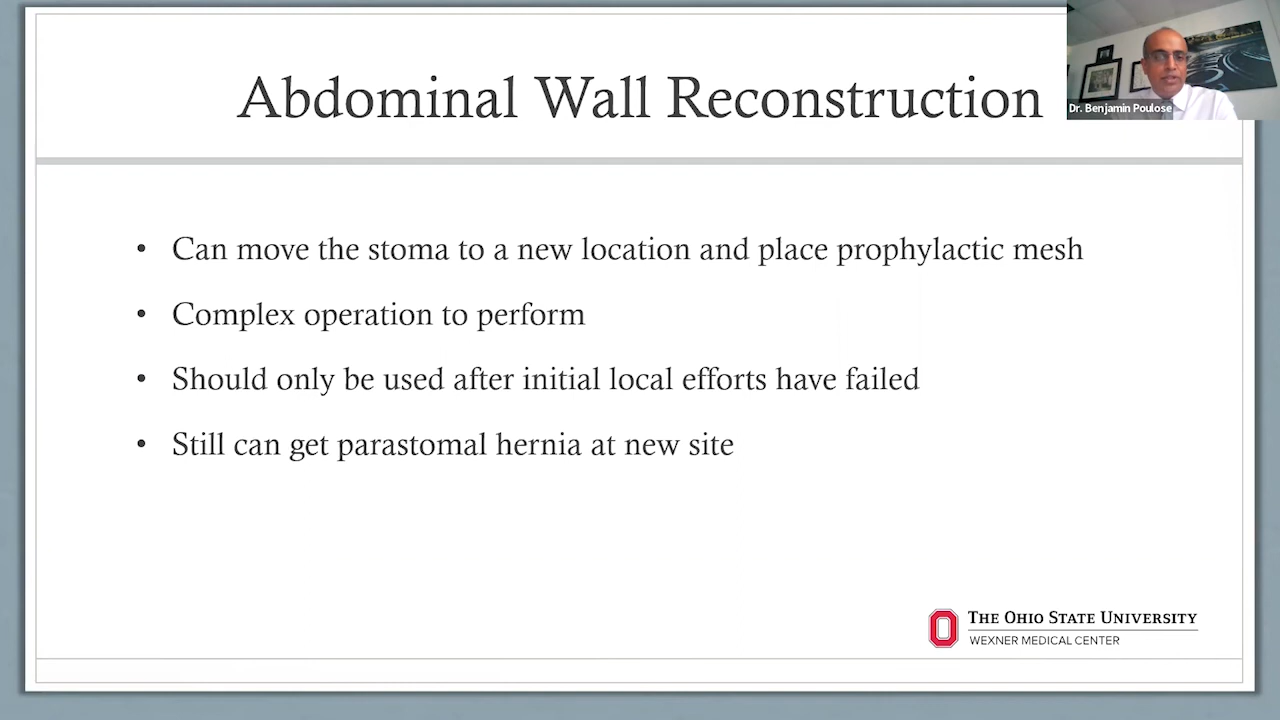 Abdominal Wall Reconstruction
Dr. Benjamin Poulose
• Can move the stoma to a new location and place prophylactic mesh
• Complex operation to perform
• Should only be used after initial local efforts have failed
• Still can get parastomal hernia at new site
THE OHIO STATE UNIVERSITY
WEXNER MEDICAL CENTER